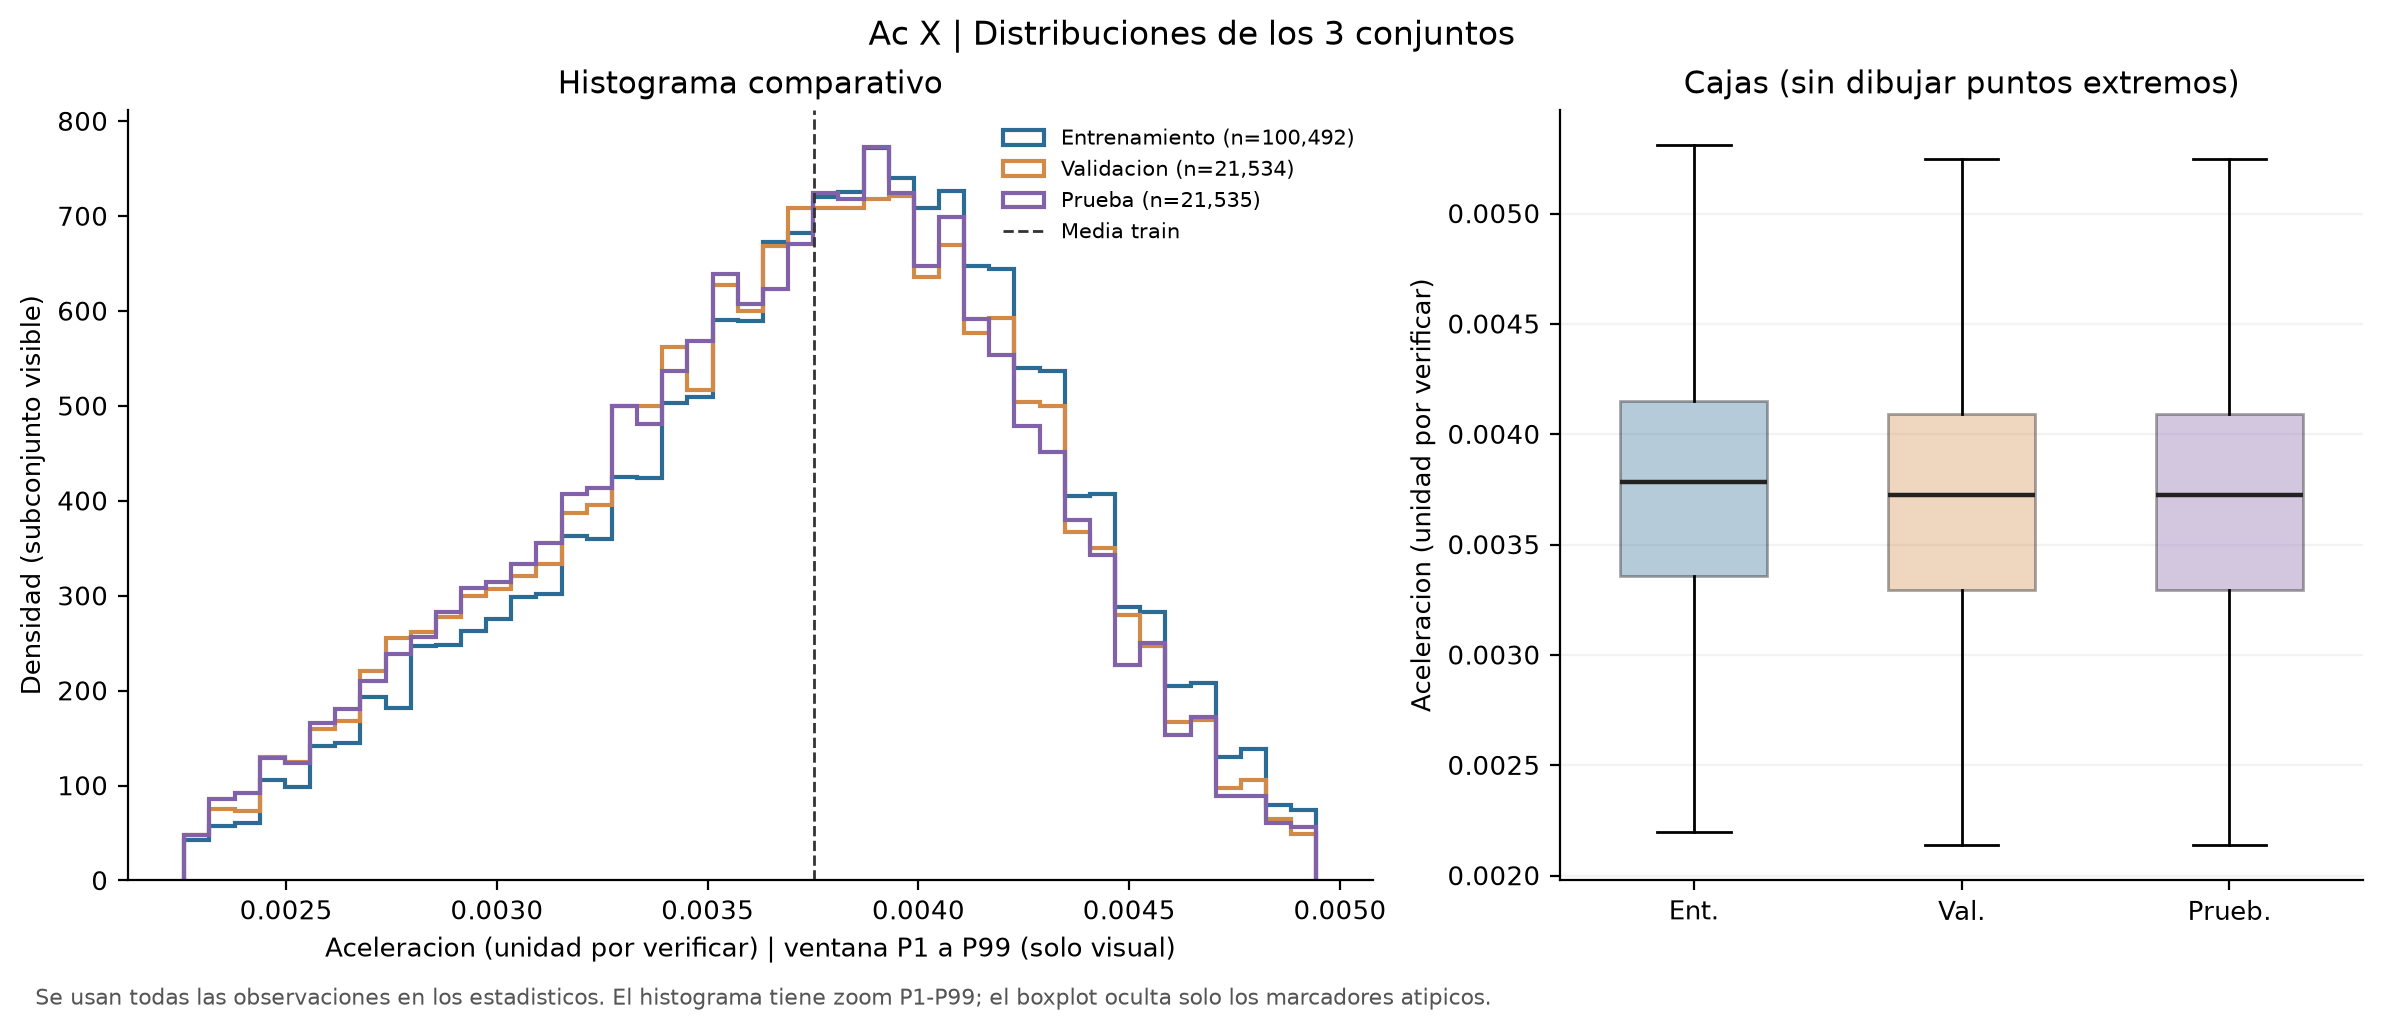 Ac X | Distribuciones de los 3 conjuntos
Histograma comparativo
Densidad (subconjunto visible)
800
700
600
500
400
300
200
100
0
Entrenamiento (n=100,492)
Validacion (n=21,534)
Prueba (n=21,535)
Media train
0.0025
0.0030
0.0035
0.0040
0.0045
0.0050
Aceleracion (unidad por verificar) | ventana P1 a P99 (solo visual)
Cajas (sin dibujar puntos extremos)
Aceleracion (unidad por verificar)
0.0050
0.0045
0.0040
0.0035
0.0030
0.0025
0.0020
Ent.
Val.
Prueb.
Se usan todas las observaciones en los estadisticos. El histograma tiene zoom P1-P99; el boxplot oculta solo los marcadores atipicos.